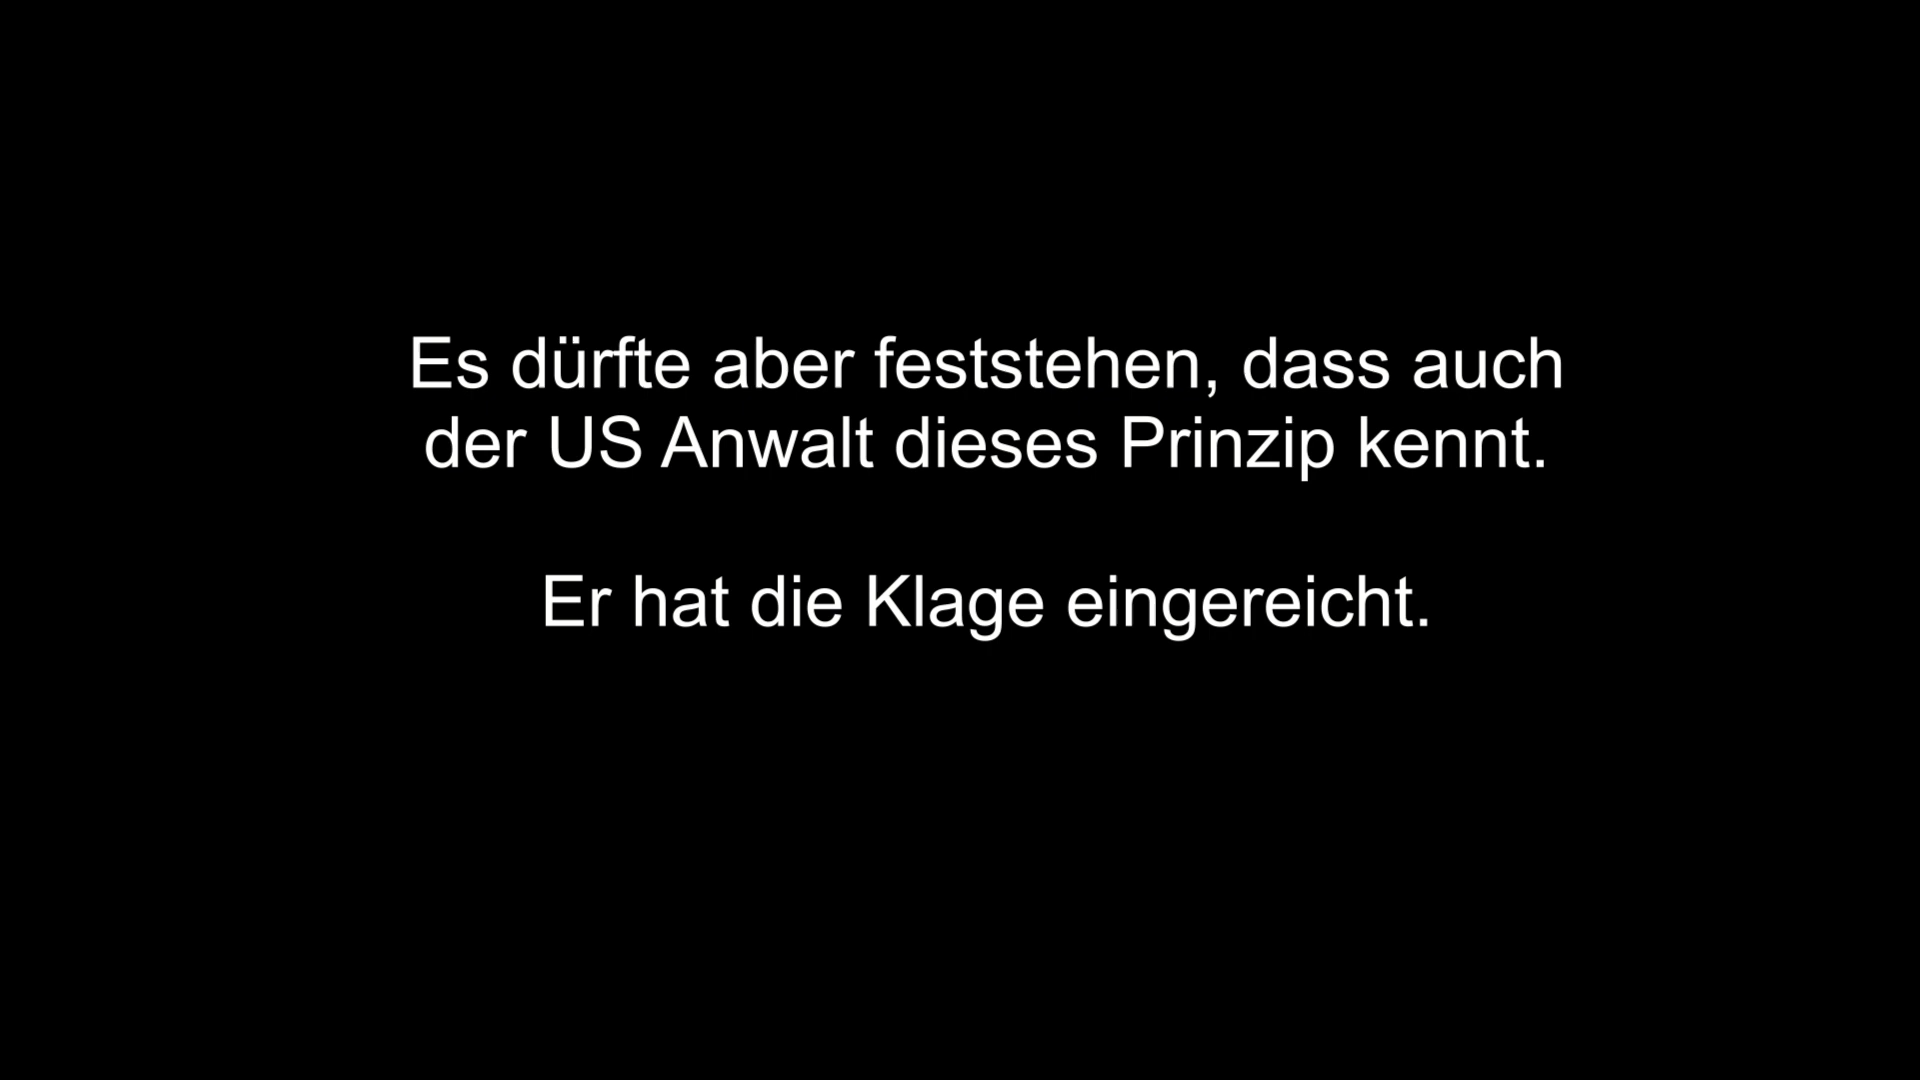 Es dürfte aber feststehen, dass auch
der US Anwalt dieses Prinzip kennt.
Er hat die Klage eingereicht.